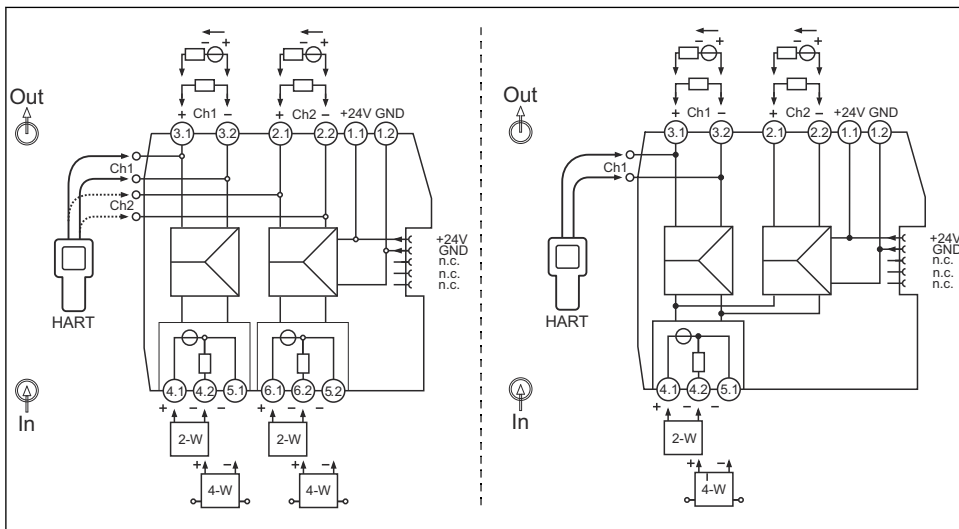 − +
− +
Out
+ Ch1 −
+ Ch2 −
+24V GND
3.1 3.2 2.1 2.2 1.1 1.2
Ch1
Ch2
+24V
GND
n.c.
n.c.
n.c.
HART
4.1 4.2 5.1 6.1 6.2 5.2
In
+ − −
+ − −
2-W
2-W
+ −
+ −
4-W
4-W
− +
− +
Out
+ Ch1 −
+ Ch2 −
+24V GND
3.1 3.2 2.1 2.2 1.1 1.2
Ch1
+24V
GND
n.c.
n.c.
n.c.
HART
4.1 4.2 5.1
In
+ − −
2-W
+ −
4-W